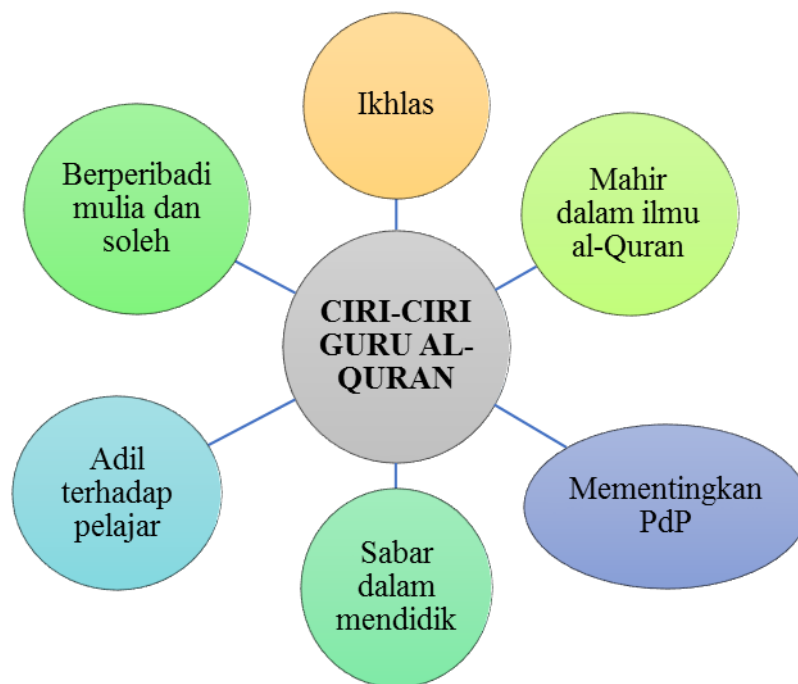 Ikhlas
Berperibadi
mulia dan
soleh
Mahir
dalam ilmu
al-Quran
CIRI-CIRI
GURU AL-
QURAN
Adil
terhadap
pelajar
Mementingkan
PdP
Sabar
dalam
mendidik